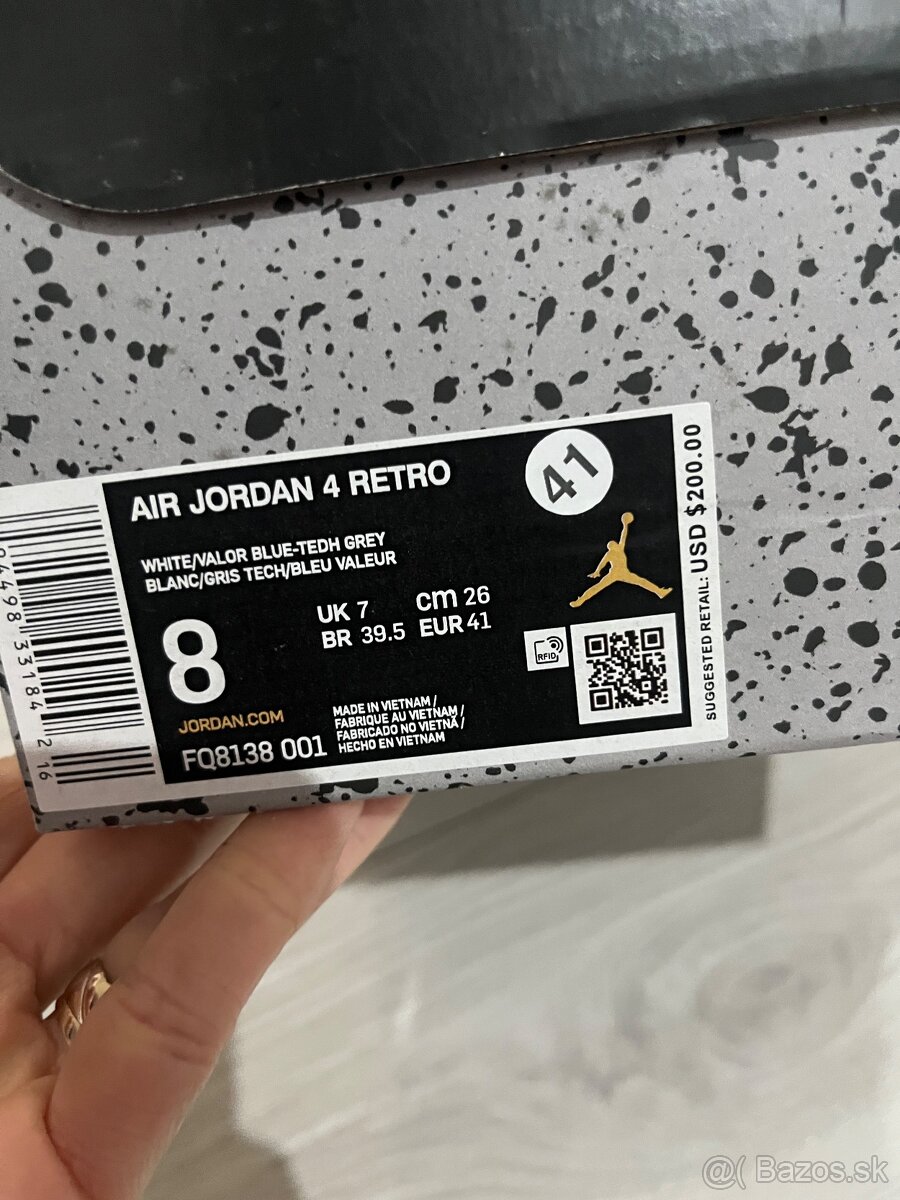 41
AIR JORDAN 4 RETRO
WHITE/VALOR BLUE-TEDH GREY
BLANC/GRIS TECH/BLEU VALEUR
8
UK 7 cm 26
BR 39.5 EUR 41
RFID
JORDAN.COM
FQ8138 001
MADE IN VIETNAM /
FABRIQUE AU VIETNAM /
FABRICADO NO VIETNÃ /
HECHO EN VIETNAM
SUGGESTED RETAIL: USD $200.00
@( Bazos.sk